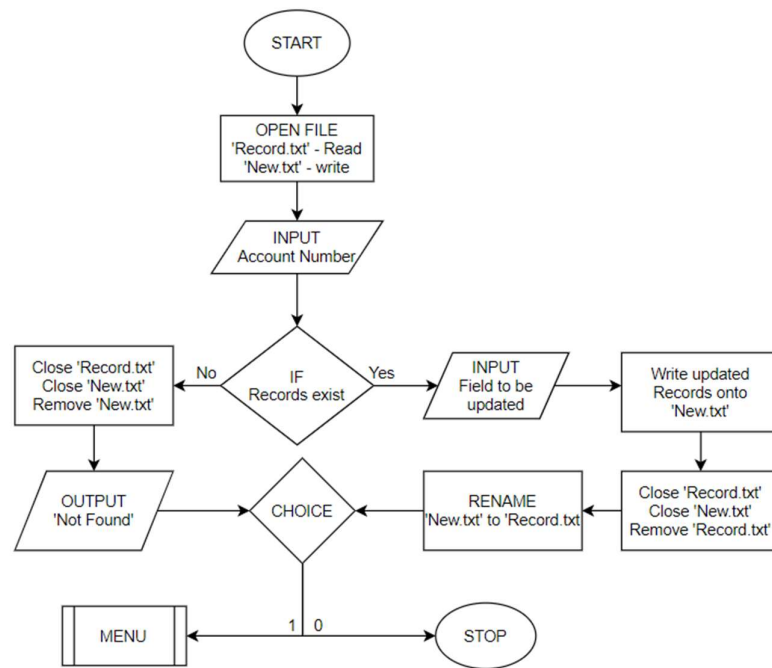 START
OPEN FILE
'Record.txt' - Read
'New.txt' - write
INPUT
Account Number
IF
Records exist
No
Yes
Close 'Record.txt'
Close 'New.txt'
Remove 'New.txt'
INPUT
Field to be
updated
Write updated
Records onto
'New.txt'
OUTPUT
'Not Found'
CHOICE
RENAME
'New.txt' to 'Record.txt
Close 'Record.txt'
Close 'New.txt'
Remove 'Record.txt'
1
0
MENU
STOP